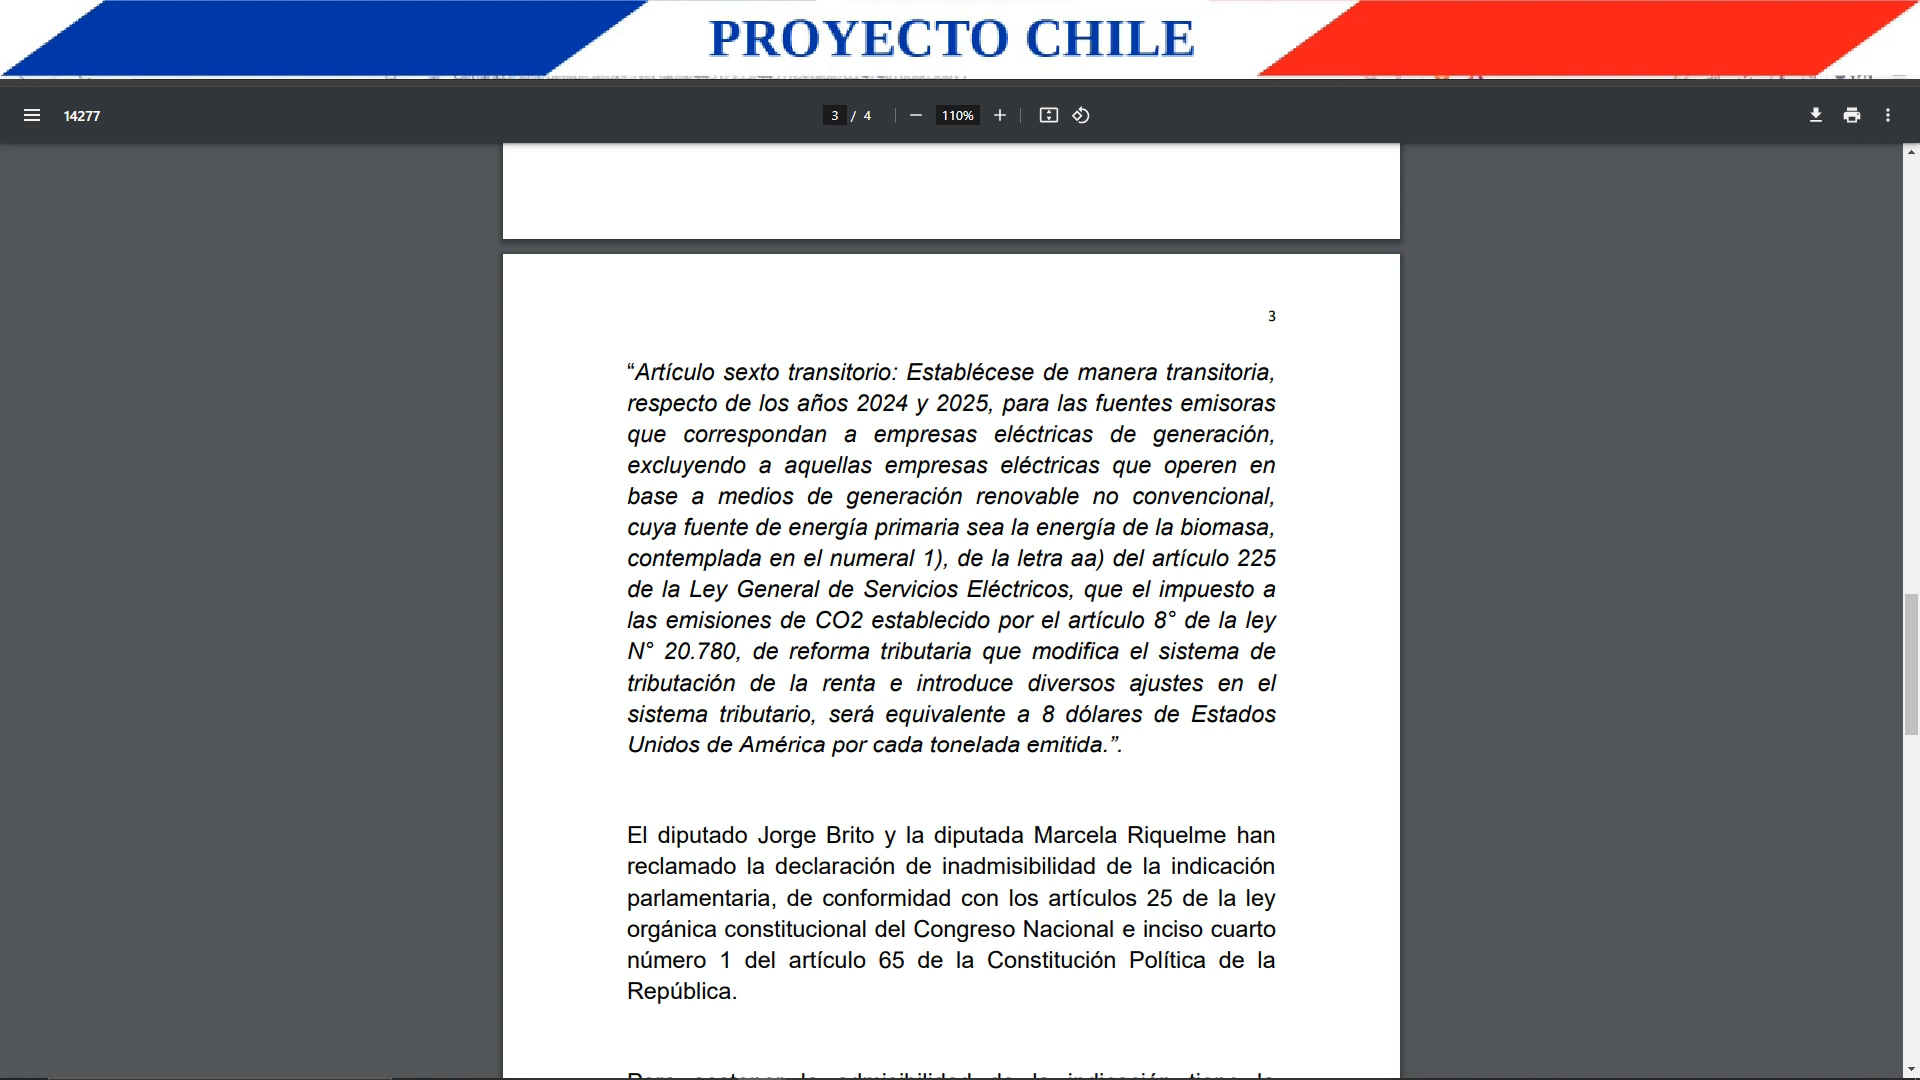 PROYECTO CHILE
14277
3 / 4
110%
3
“Artículo sexto transitorio: Establécese de manera transitoria,
respecto de los años 2024 y 2025, para las fuentes emisoras
que correspondan a empresas eléctricas de generación,
excluyendo a aquellas empresas eléctricas que operen en
base a medios de generación renovable no convencional,
cuya fuente de energía primaria sea la energía de la biomasa,
contemplada en el numeral 1), de la letra aa) del artículo 225
de la Ley General de Servicios Eléctricos, que el impuesto a
las emisiones de CO2 establecido por el artículo 8° de la ley
N° 20.780, de reforma tributaria que modifica el sistema de
tributación de la renta e introduce diversos ajustes en el
sistema tributario, será equivalente a 8 dólares de Estados
Unidos de América por cada tonelada emitida.”.
El diputado Jorge Brito y la diputada Marcela Riquelme han
reclamado la declaración de inadmisibilidad de la indicación
parlamentaria, de conformidad con los artículos 25 de la ley
orgánica constitucional del Congreso Nacional e inciso cuarto
número 1 del artículo 65 de la Constitución Política de la
República.